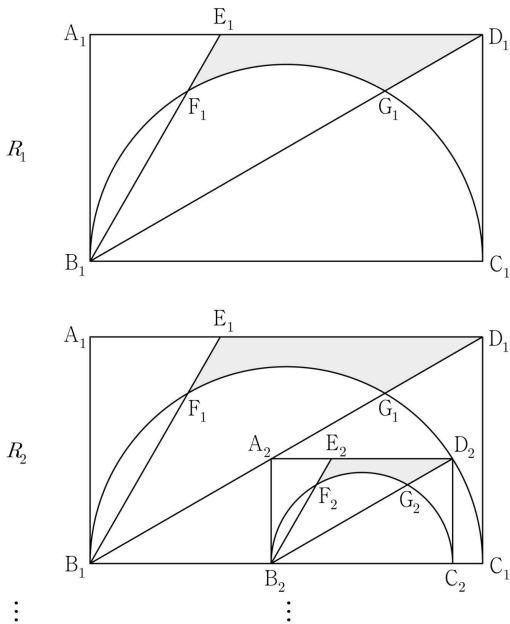 E₁
A₁ D₁
F₁ G₁
R₁
B₁ C₁
E₁
A₁ D₁
F₁ G₁
A₂ E₂ D₂
R₂
F₂ G₂
B₁ B₂ C₂ C₁
⋮ ⋮